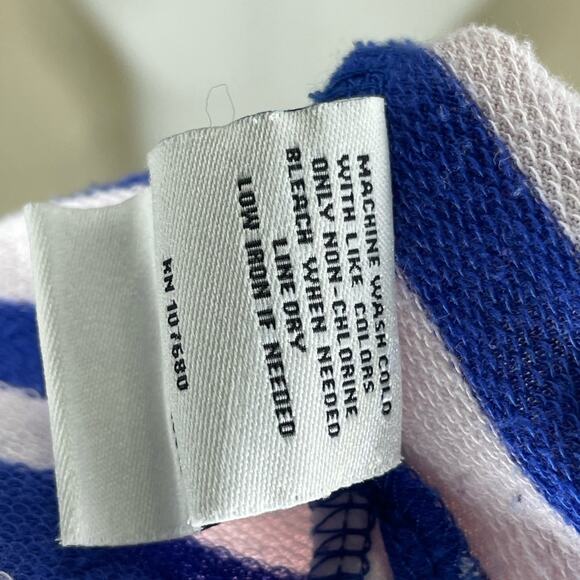 MACHINE WASH COLD
WITH LIKE COLORS
ONLY NON CHLORINE
BLEACH WHEN NEEDED
LINE DRY
LOW IRON IF NEEDED
RN 107680